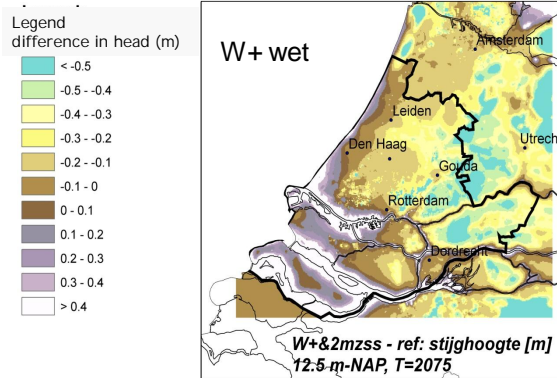 Legend
difference in head (m)
< -0.5
-0.5 - -0.4
-0.4 - -0.3
-0.3 - -0.2
-0.2 - -0.1
-0.1 - 0
0 - 0.1
0.1 - 0.2
0.2 - 0.3
0.3 - 0.4
> 0.4
W+ wet
Amsterdam
Leiden
Den Haag
Utrech
Gouda
Rotterdam
Dordrecht
W+&2mzss - ref: stijghoogte [m]
12.5 m-NAP, T=2075